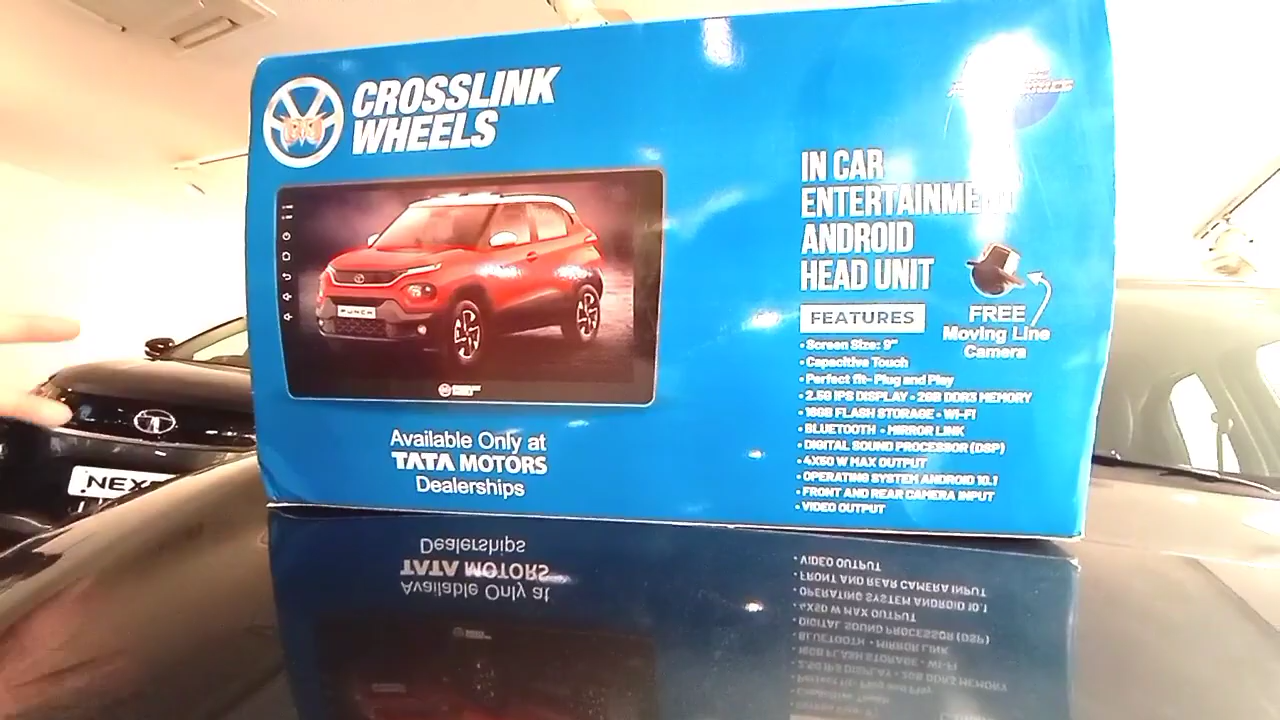 CROSSLINK
WHEELS
IN CAR
ENTERTAINMENT
ANDROID
HEAD UNIT
FREE
Moving Line
Camera
FEATURES
• Screen Size: 9"
• Capacitive Touch
• Perfect fit- Plug and Play
• 2.5G IPS DISPLAY • 2GB DDR3 MEMORY
• 16GB FLASH STORAGE • WI-FI
• BLUETOOTH • MIRROR LINK
• DIGITAL SOUND PROCESSOR (DSP)
• 4X50 W MAX OUTPUT
• OPERATING SYSTEM ANDROID 10.1
• FRONT AND REAR CAMERA INPUT
• VIDEO OUTPUT
PUNCH
Available Only at
TATA MOTORS
Dealerships
.NEX